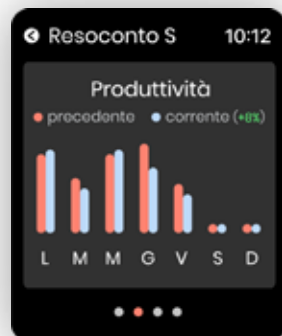 Resoconto S 10:12
Produttività
precedente corrente (+8%)
L M M G V S D